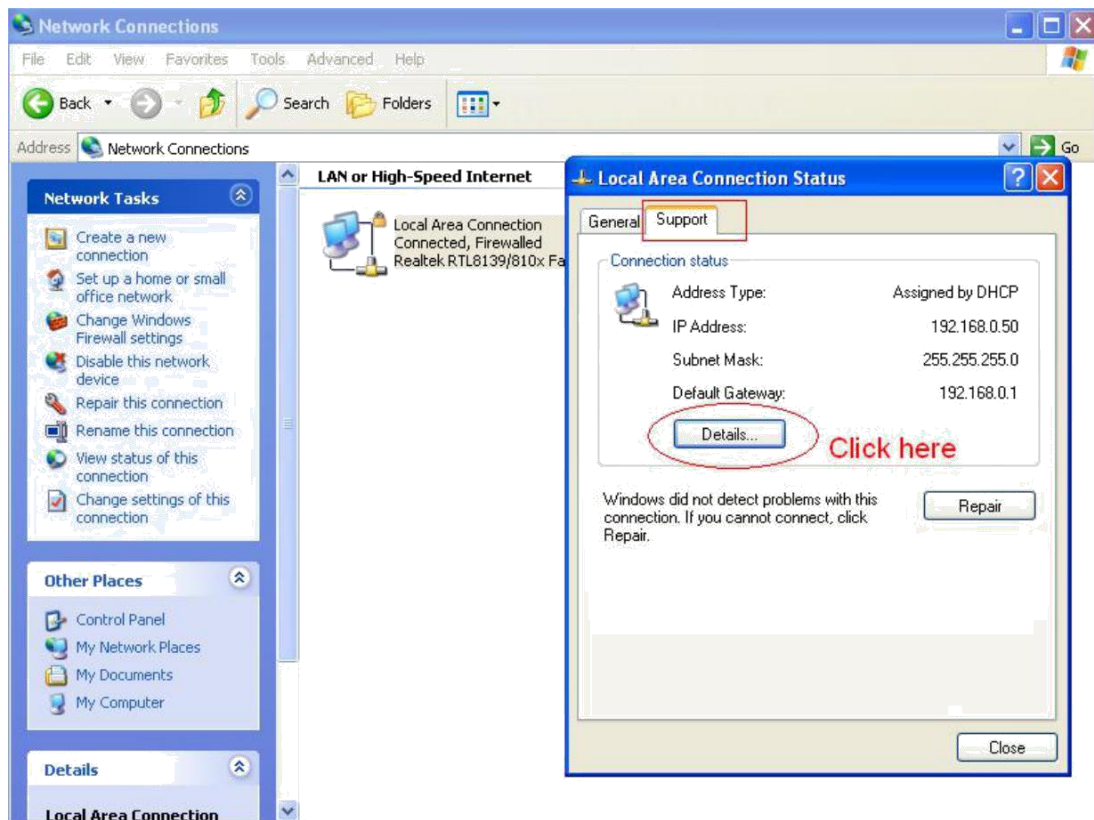 Network Connections
File Edit View Favorites Tools Advanced Help
Back Search Folders
Address Network Connections Go
Network Tasks
Create a new
connection
Set up a home or small
office network
Change Windows
Firewall settings
Disable this network
device
Repair this connection
Rename this connection
View status of this
connection
Change settings of this
connection
Other Places
Control Panel
My Network Places
My Documents
My Computer
Details
Local Area Connection
LAN or High-Speed Internet
Local Area Connection
Connected, Firewalled
Realtek RTL8139/810x Fa
Local Area Connection Status
General Support
Connection status
Address Type: Assigned by DHCP
IP Address: 192.168.0.50
Subnet Mask: 255.255.255.0
Default Gateway: 192.168.0.1
Details...
Click here
Windows did not detect problems with this
connection. If you cannot connect, click
Repair.
Repair
Close